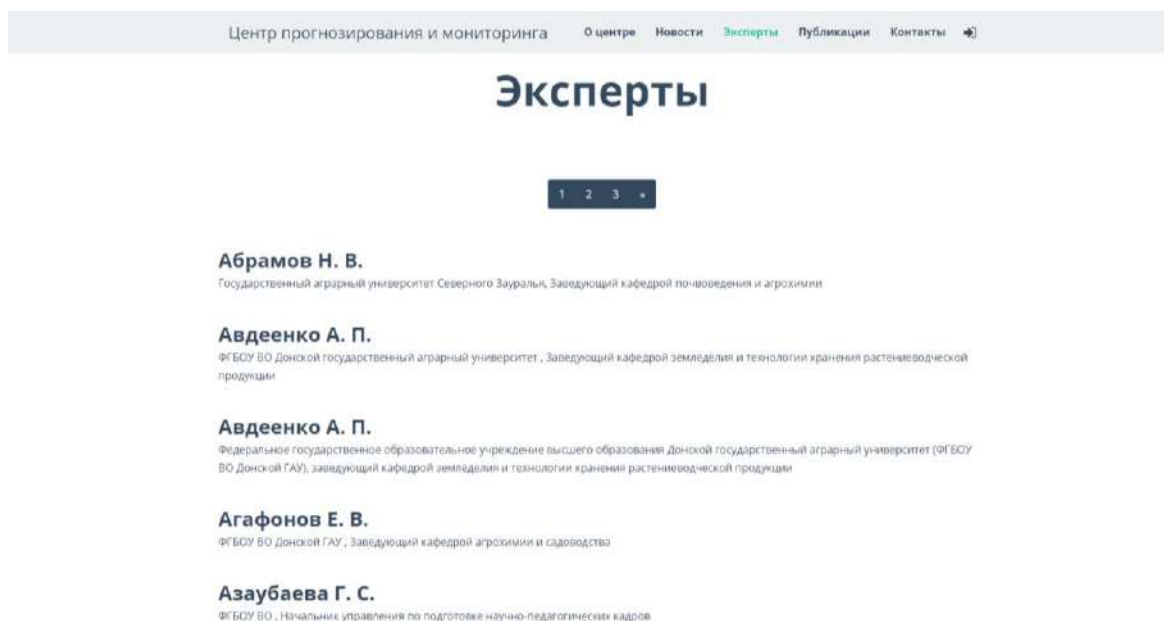 Центр прогнозирования и мониторинга О центре Новости Эксперты Публикации Контакты
Эксперты
1 2 3 »
Абрамов Н. В.
Государственный аграрный университет Северного Зауралья, Заведующий кафедрой почвоведения и агрохимии
Авдеенко А. П.
ФГБОУ ВО Донской государственный аграрный университет , Заведующий кафедрой земледелия и технологии хранения растениеводческой
продукции
Авдеенко А. П.
Федеральное государственное образовательное учреждение высшего образования Донской государственный аграрный университет (ФГБОУ
ВО Донской ГАУ), заведующий кафедрой земледелия и технологии хранения растениеводческой продукции
Агафонов Е. В.
ФГБОУ ВО Донской ГАУ , Заведующий кафедрой агрохимии и садоводства
Азаубаева Г. С.
ФГБОУ ВО , Начальник управления по подготовке научно-педагогических кадров